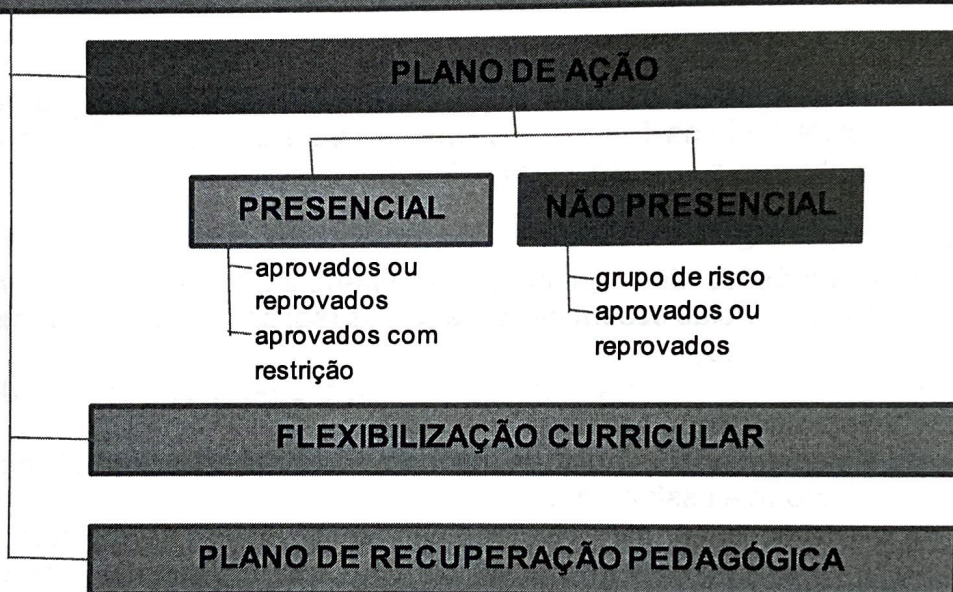 PLANO DE AÇÃO
PRESENCIAL
aprovados ou
reprovados
aprovados com
restrição
NÃO PRESENCIAL
grupo de risco
aprovados ou
reprovados
FLEXIBILIZAÇÃO CURRICULAR
PLANO DE RECUPERAÇÃO PEDAGÓGICA